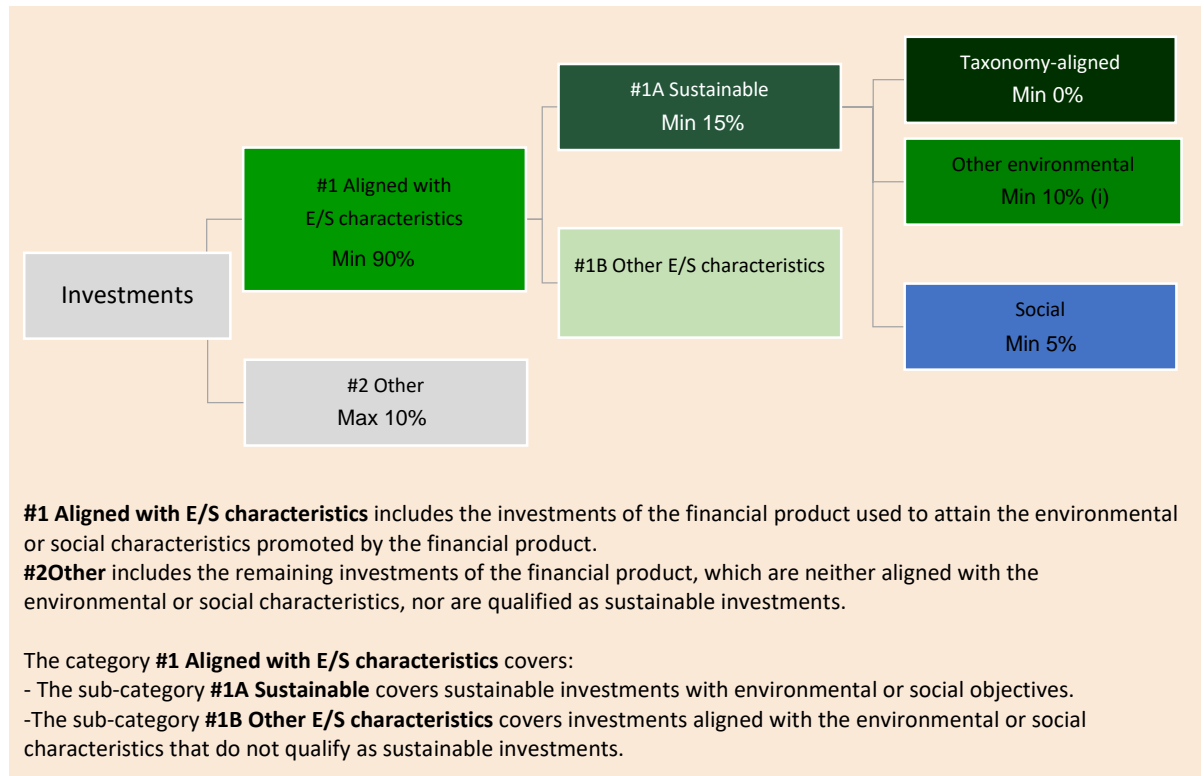 Investments
#1 Aligned with
E/S characteristics
Min 90%
#2 Other
Max 10%
#1A Sustainable
Min 15%
#1B Other E/S characteristics
Taxonomy-aligned
Min 0%
Other environmental
Min 10% (i)
Social
Min 5%
#1 Aligned with E/S characteristics includes the investments of the financial product used to attain the environmental
or social characteristics promoted by the financial product.
#2Other includes the remaining investments of the financial product, which are neither aligned with the
environmental or social characteristics, nor are qualified as sustainable investments.
The category #1 Aligned with E/S characteristics covers:
- The sub-category #1A Sustainable covers sustainable investments with environmental or social objectives.
-The sub-category #1B Other E/S characteristics covers investments aligned with the environmental or social
characteristics that do not qualify as sustainable investments.